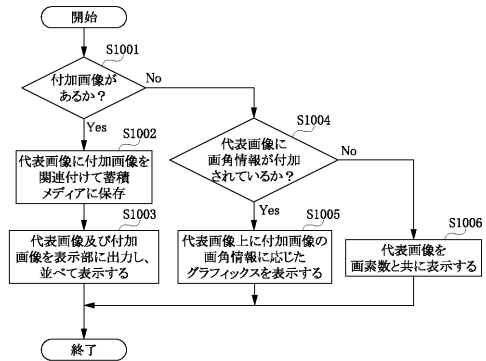 開始
S1001
付加画像が
あるか？
No
Yes
S1002
代表画像に付加画像を
関連付けて蓄積
メディアに保存
S1003
代表画像及び付加
画像を表示部に出力し、
並べて表示する
S1004
代表画像に
画角情報が付加
されているか？
No
Yes
S1005
代表画像上に付加画像の
画角情報に応じた
グラフィックスを表示する
S1006
代表画像を
画素数と共に表示する
終了